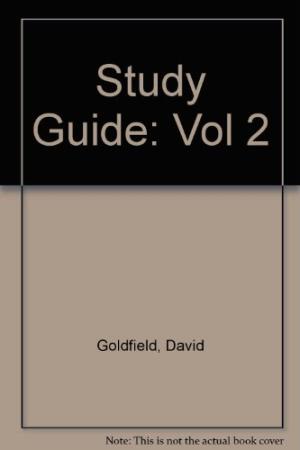 Study
Guide: Vol 2
Goldfield, David
Note: This is not the actual book cover